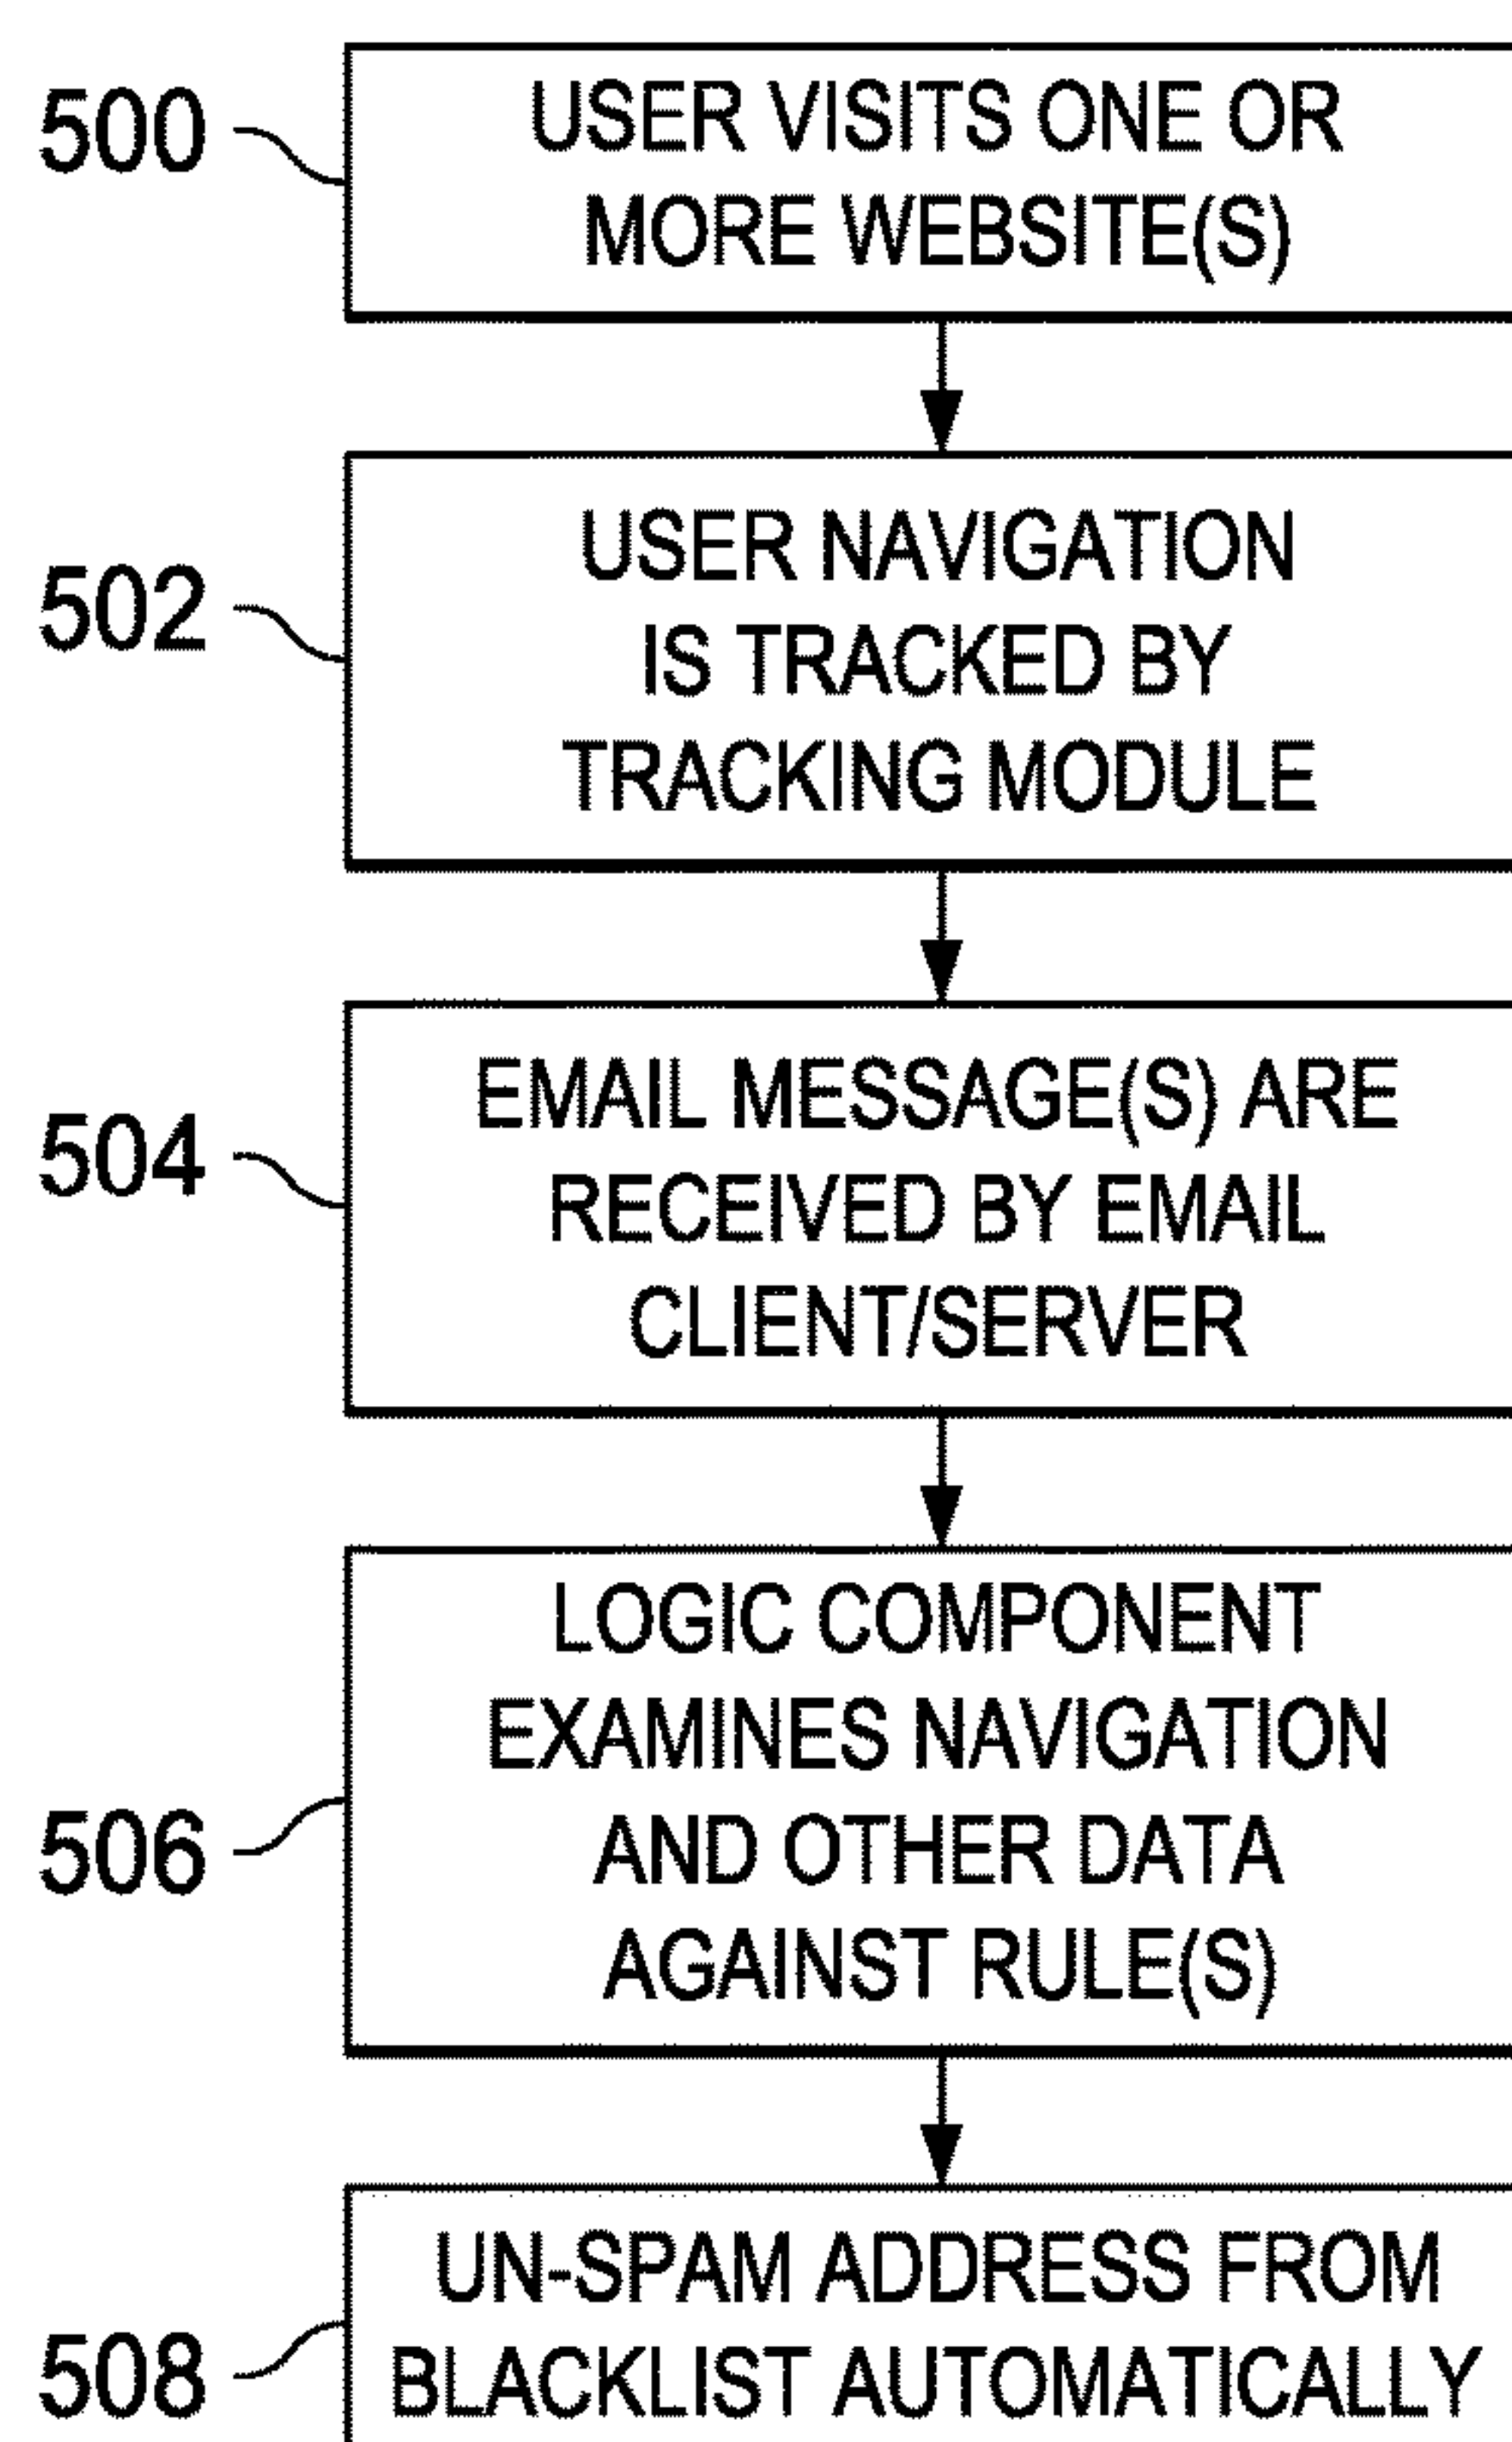 500
USER VISITS ONE OR
MORE WEBSITE(S)
502
USER NAVIGATION
IS TRACKED BY
TRACKING MODULE
504
EMAIL MESSAGE(S) ARE
RECEIVED BY EMAIL
CLIENT/SERVER
506
LOGIC COMPONENT
EXAMINES NAVIGATION
AND OTHER DATA
AGAINST RULE(S)
508
UN-SPAM ADDRESS FROM
BLACKLIST AUTOMATICALLY